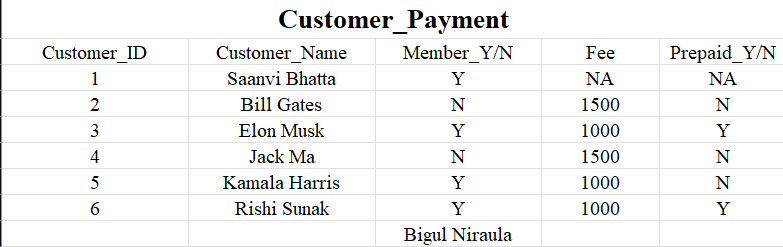 Customer_Payment
Customer_ID Customer_Name Member_Y/N Fee Prepaid_Y/N
1 Saanvi Bhatta Y NA NA
2 Bill Gates N 1500 N
3 Elon Musk Y 1000 Y
4 Jack Ma N 1500 N
5 Kamala Harris Y 1000 N
6 Rishi Sunak Y 1000 Y
Bigul Niraula